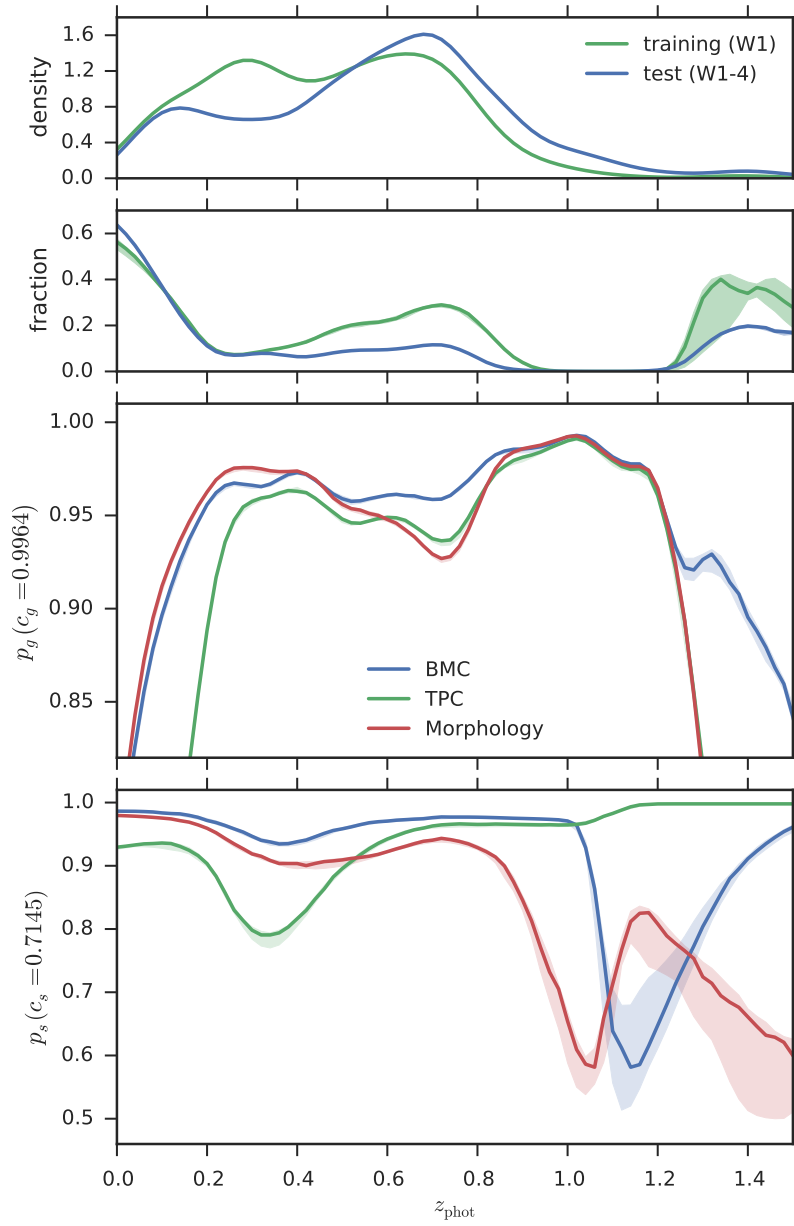 1.6
1.2
0.8
0.4
0.0
density
training (W1)
test (W1-4)
0.6
0.4
0.2
0.0
fraction
1.00
0.95
0.90
0.85
p_g(c_g=0.9964)
BMC
TPC
Morphology
1.0
0.9
0.8
0.7
0.6
0.5
p_s(c_s=0.7145)
0.0 0.2 0.4 0.6 0.8 1.0 1.2 1.4
z_phot